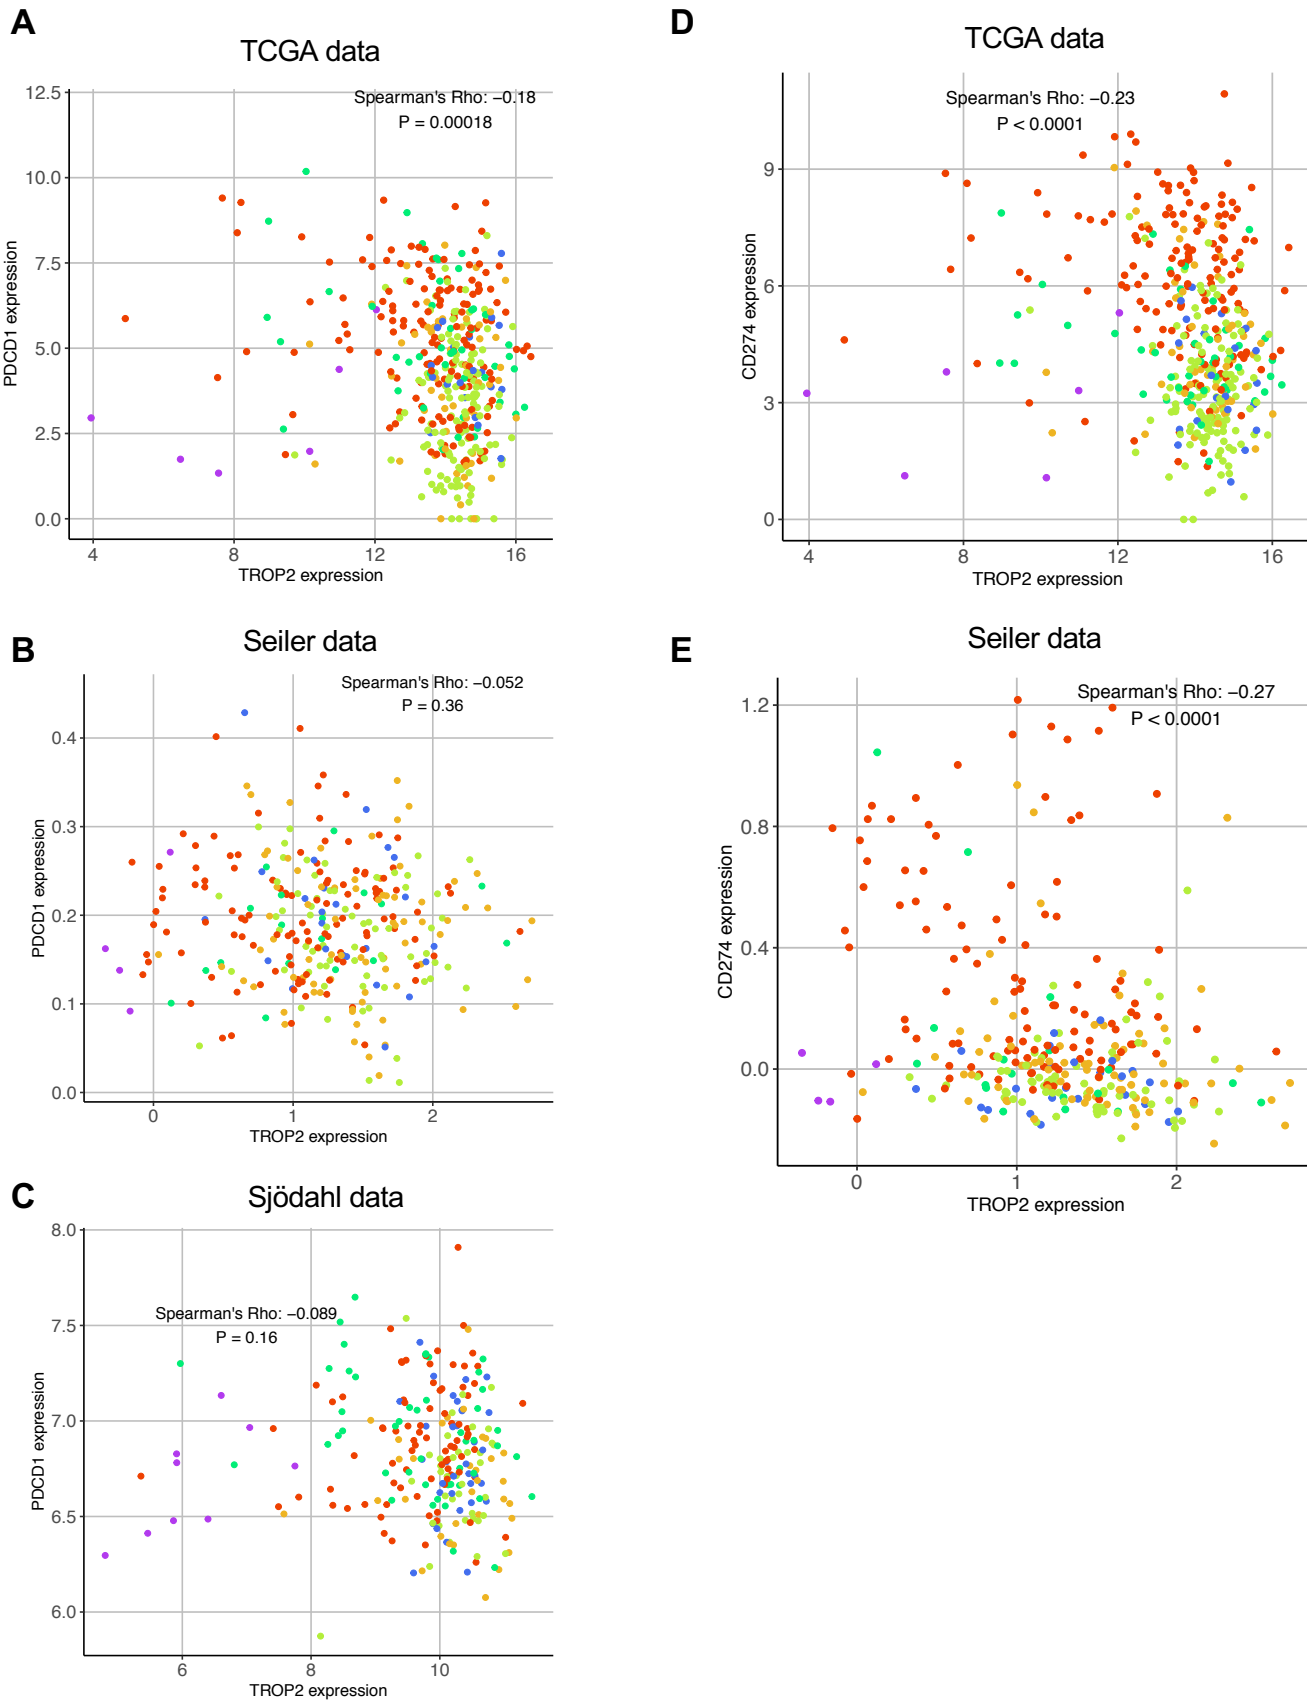 A
TCGA data
Spearman's Rho: −0.18
P = 0.00018
12.5
10.0
7.5
5.0
2.5
0.0
PDCD1 expression
4
8
12
16
TROP2 expression
D
TCGA data
Spearman's Rho: −0.23
P < 0.0001
9
6
3
0
CD274 expression
4
8
12
16
TROP2 expression
B
Seiler data
Spearman's Rho: −0.052
P = 0.36
0.4
0.3
0.2
0.1
0.0
PDCD1 expression
0
1
2
TROP2 expression
E
Seiler data
Spearman's Rho: −0.27
P < 0.0001
1.2
0.8
0.4
0.0
CD274 expression
0
1
2
TROP2 expression
C
Sjödahl data
Spearman's Rho: −0.089
P = 0.16
8.0
7.5
7.0
6.5
6.0
PDCD1 expression
6
8
10
TROP2 expression